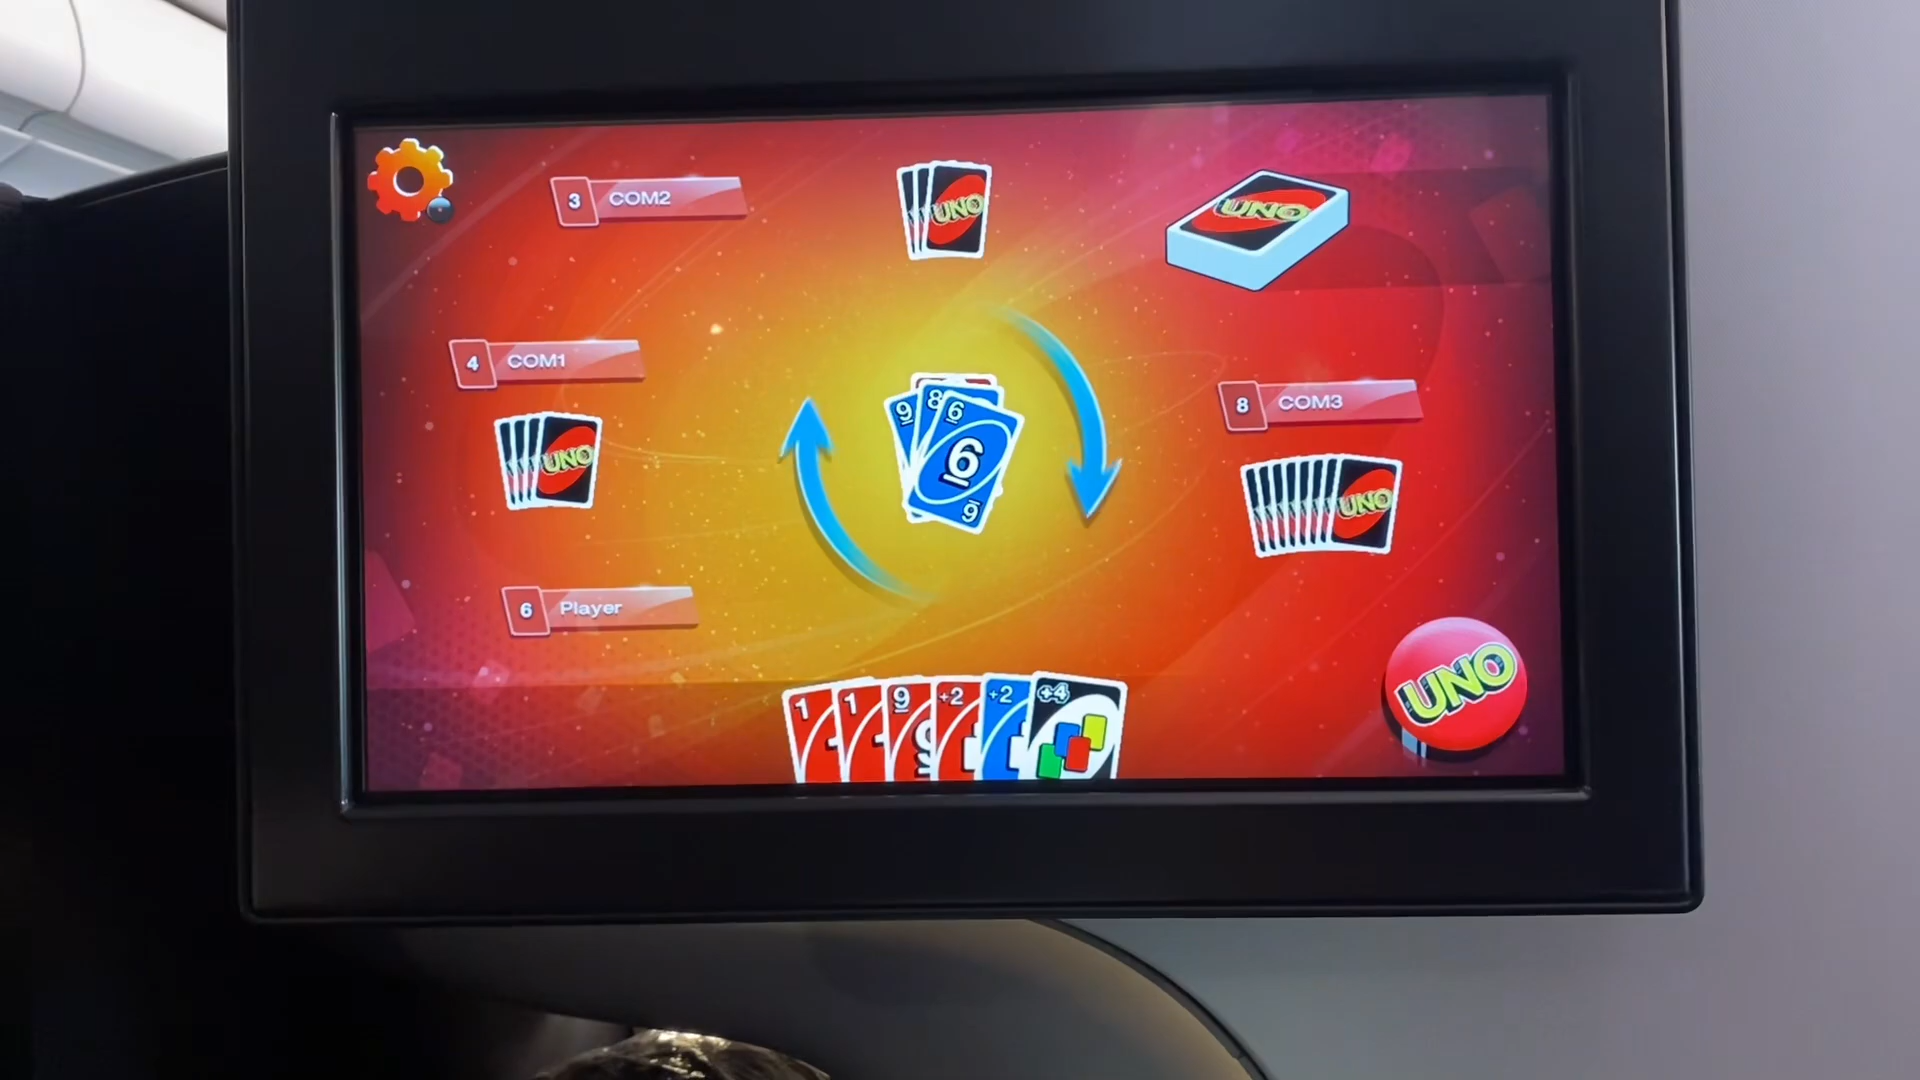 3 COM2
UNO
UNO
4 COM1
UNO
8 COM3
UNO
9 8 6
6
6
6 Player
1 1 9 +2 +2 +4
UNO